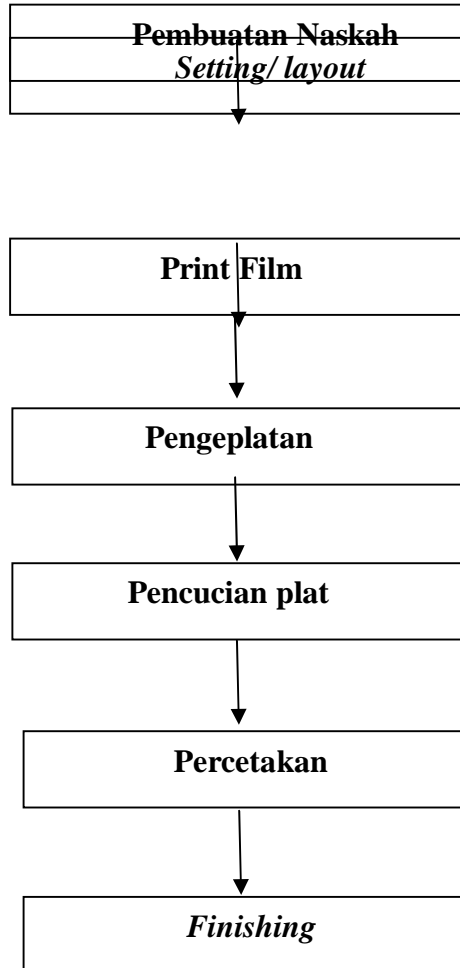 Pembuatan Naskah
Setting/ layout
Print Film
Pengeplatan
Pencucian plat
Percetakan
Finishing